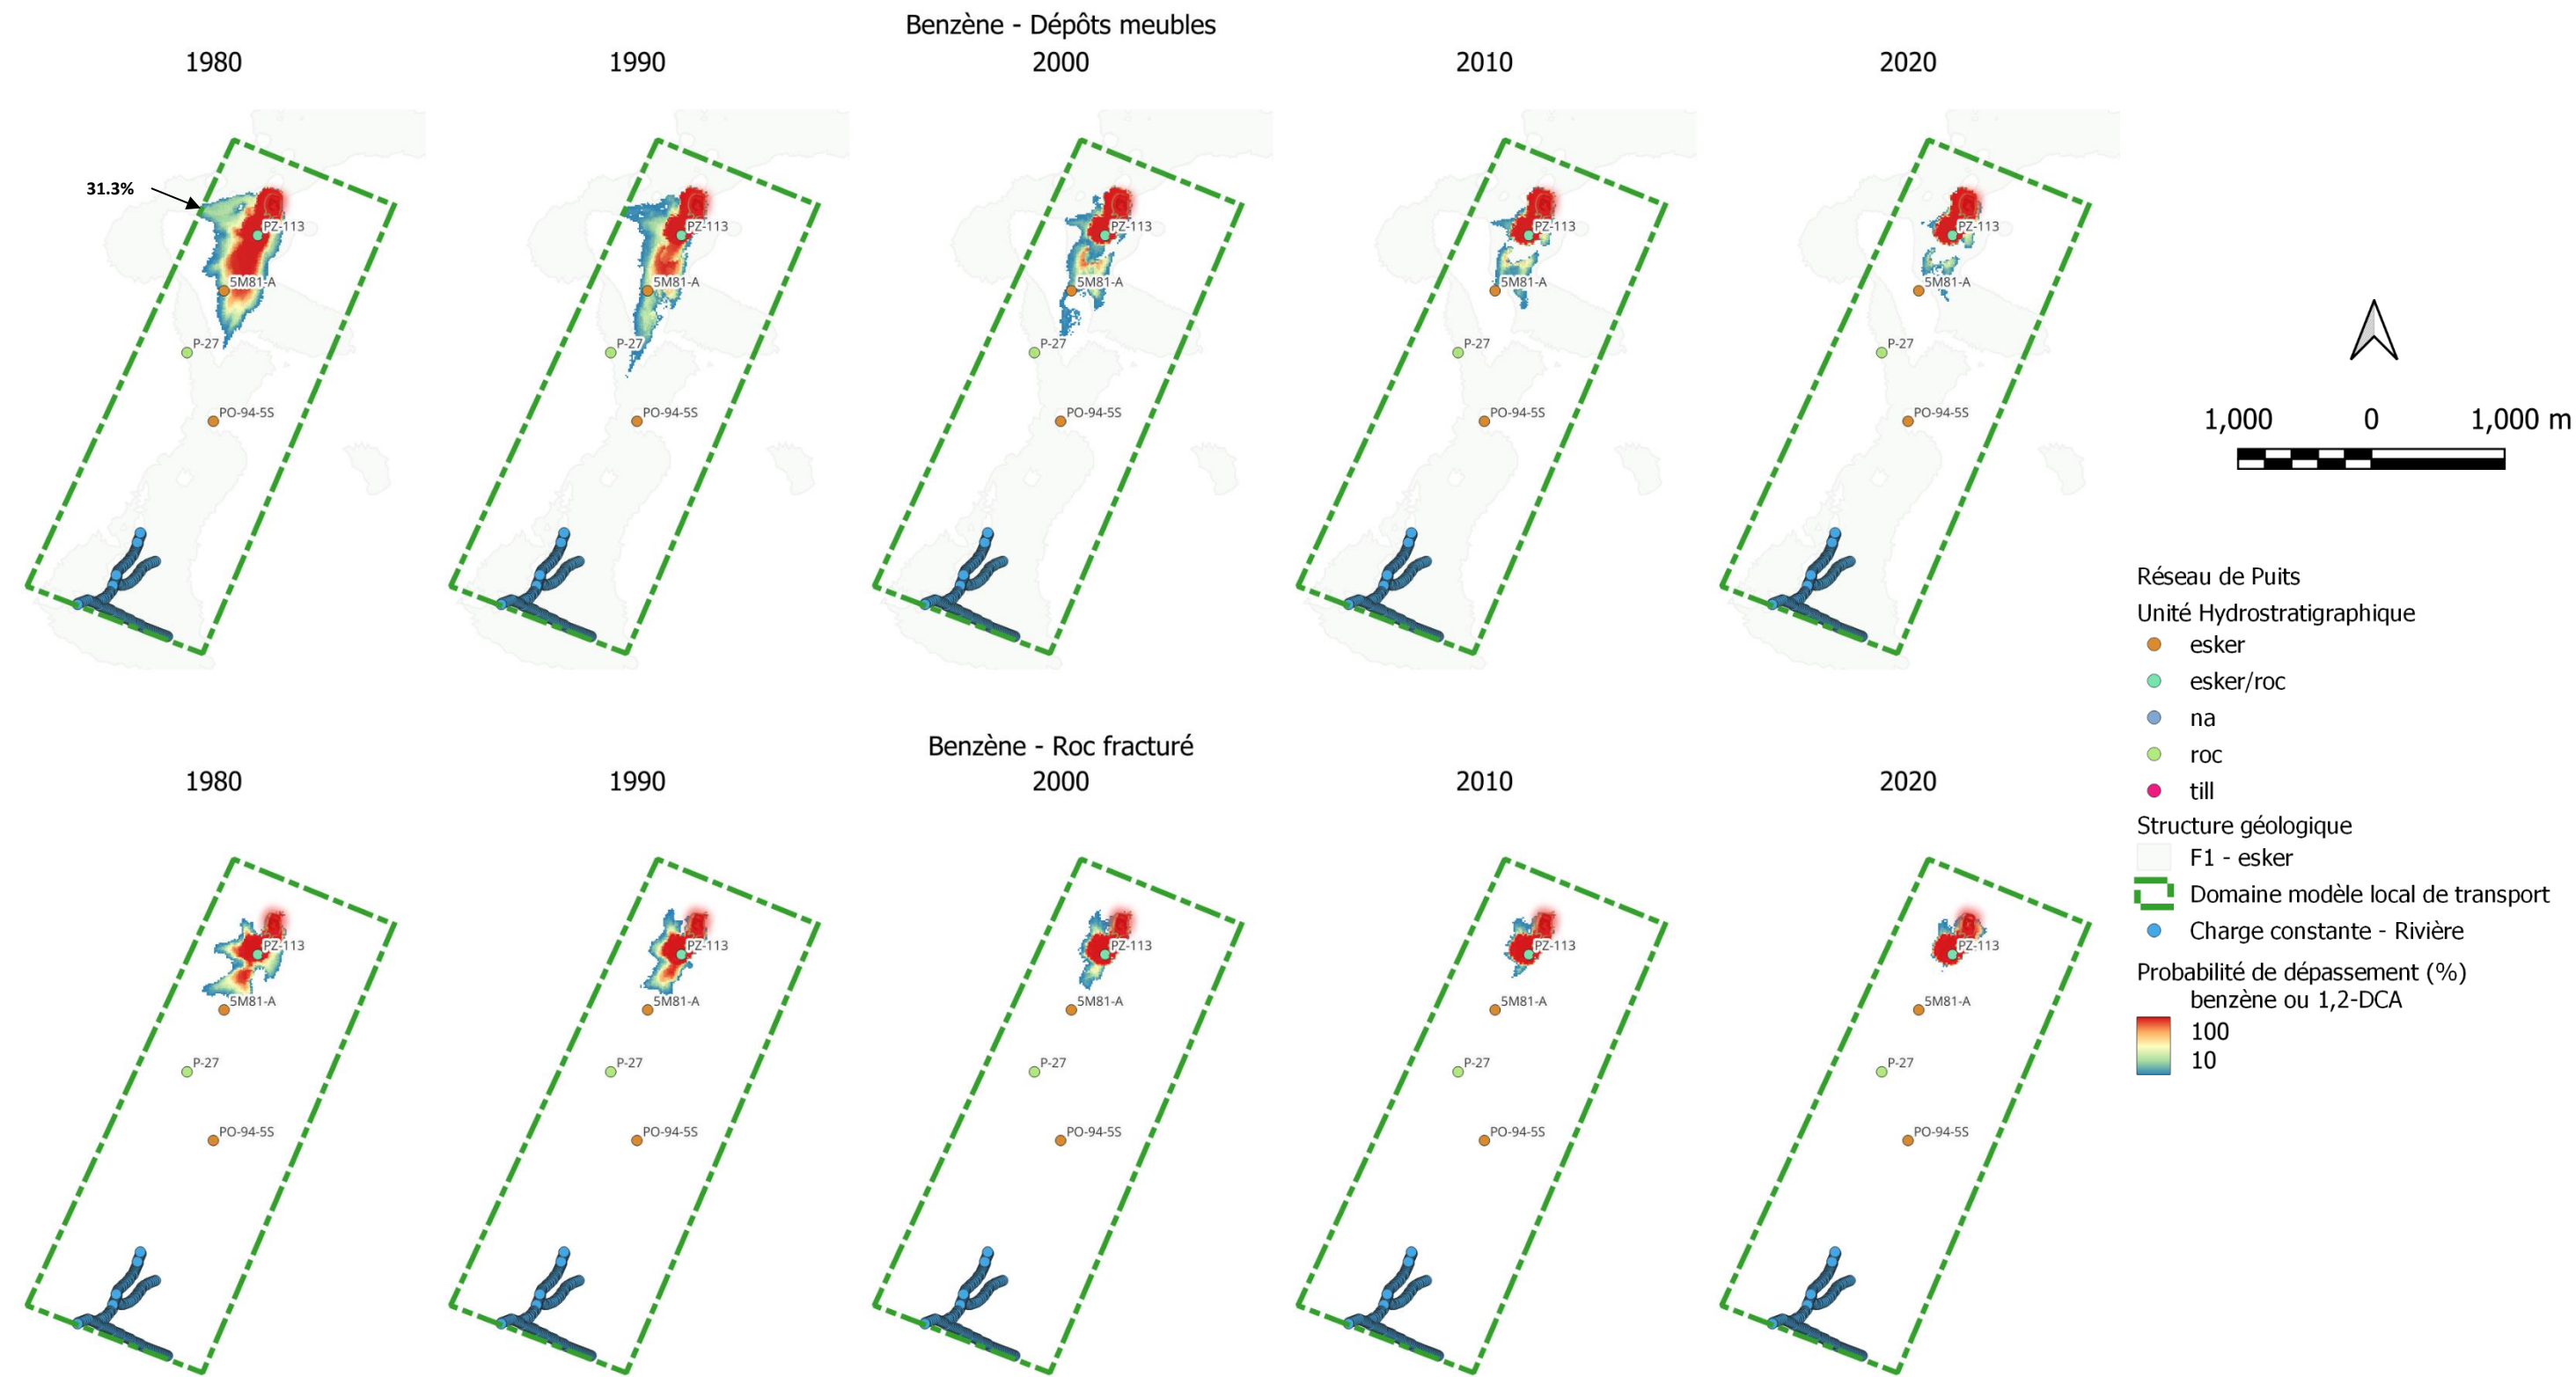 Benzène - Dépôts meubles
1980
1990
2000
2010
2020
31.3%
PZ-113
5M81-A
P-27
PO-94-5S
PZ-113
5M81-A
P-27
PO-94-5S
PZ-113
5M81-A
P-27
PO-94-5S
PZ-113
5M81-A
P-27
PO-94-5S
PZ-113
5M81-A
P-27
PO-94-5S
1,000 0 1,000 m
Benzène - Roc fracturé
1980
1990
2000
2010
2020
PZ-113
5M81-A
P-27
PO-94-5S
PZ-113
5M81-A
P-27
PO-94-5S
PZ-113
5M81-A
P-27
PO-94-5S
PZ-113
5M81-A
P-27
PO-94-5S
PZ-113
5M81-A
P-27
PO-94-5S
Réseau de Puits
Unité Hydrostratigraphique
esker
esker/roc
na
roc
till
Structure géologique
F1 - esker
Domaine modèle local de transport
Charge constante - Rivière
Probabilité de dépassement (%)
benzène ou 1,2-DCA
100
10